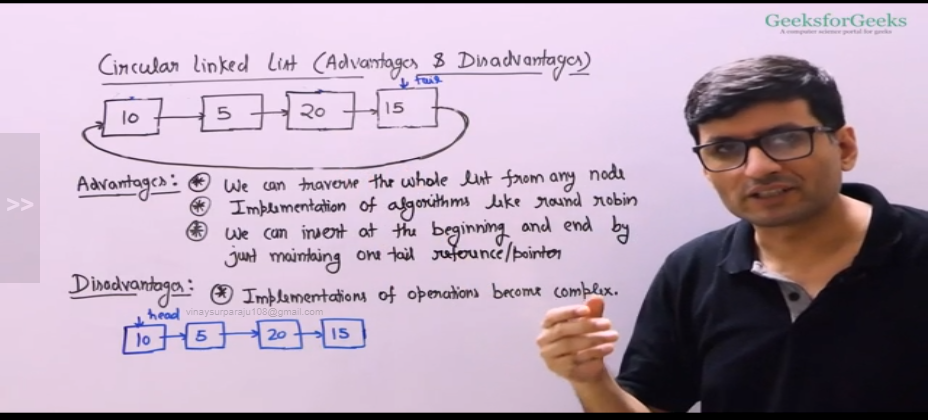 GeeksforGeeks
A computer science portal for geeks
Circular Linked List (Advantages & Disadvantages)
tail
10 5 20 15
>>
Advantages: * We can traverse the whole list from any node
* Implementation of algorithms like round robin
* We can insert at the beginning and end by
just maintaing one tail refounce/pointer
Disadvantages: * Implementations of operations become complex.
head vinaysurparaju108@gmail.com
10 5 20 15